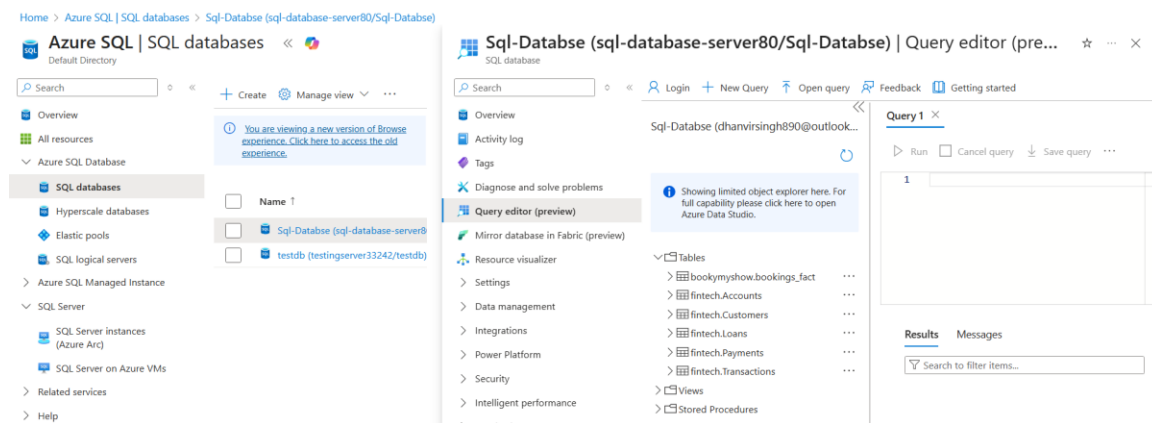 Home > Azure SQL | SQL databases > Sql-Databse (sql-database-server80/Sql-Databse)
Azure SQL | SQL databases
Default Directory
Search
Overview
All resources
Azure SQL Database
SQL databases
Hyperscale databases
Elastic pools
SQL logical servers
Azure SQL Managed Instance
SQL Server
SQL Server instances
(Azure Arc)
SQL Server on Azure VMs
Related services
Help
Create
Manage view
You are viewing a new version of Browse
experience. Click here to access the old
experience.
Name ↑
Sql-Databse (sql-database-server8
testdb (testingserver33242/testdb)
Sql-Databse (sql-database-server80/Sql-Databse) | Query editor (pre...
SQL database
Search
Overview
Activity log
Tags
Diagnose and solve problems
Query editor (preview)
Mirror database in Fabric (preview)
Resource visualizer
Settings
Data management
Integrations
Power Platform
Security
Intelligent performance
Login
New Query
Open query
Feedback
Getting started
Sql-Databse (dhanvirsingh890@outlook...
Showing limited object explorer here. For
full capability please click here to open
Azure Data Studio.
Tables
bookymyshow.bookings_fact
fintech.Accounts
fintech.Customers
fintech.Loans
fintech.Payments
fintech.Transactions
Views
Stored Procedures
Query 1
Run
Cancel query
Save query
1
Results
Messages
Search to filter items...